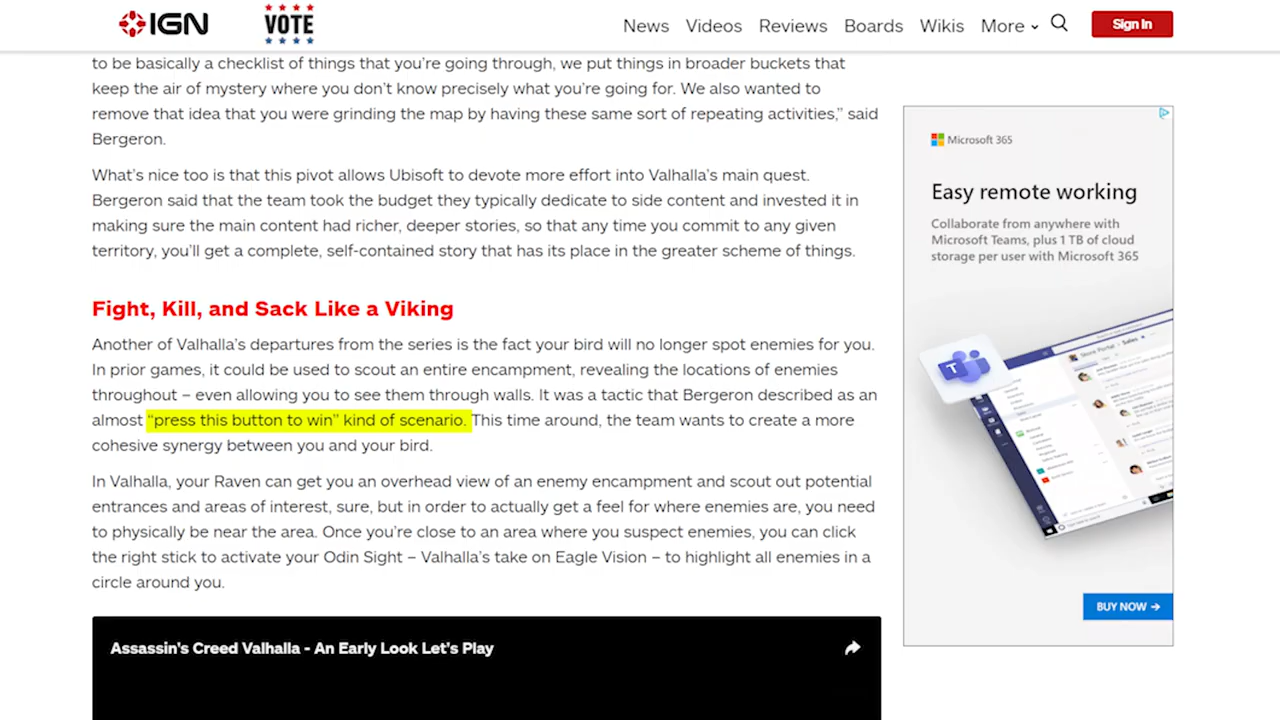 IGN
VOTE
News Videos Reviews Boards Wikis More
Sign In
to be basically a checklist of things that you’re going through, we put things in broader buckets that
keep the air of mystery where you don’t know precisely what you’re going for. We also wanted to
remove that idea that you were grinding the map by having these same sort of repeating activities,” said
Bergeron.
What’s nice too is that this pivot allows Ubisoft to devote more effort into Valhalla’s main quest.
Bergeron said that the team took the budget they typically dedicate to side content and invested it in
making sure the main content had richer, deeper stories, so that any time you commit to any given
territory, you’ll get a complete, self-contained story that has its place in the greater scheme of things.
Fight, Kill, and Sack Like a Viking
Another of Valhalla’s departures from the series is the fact your bird will no longer spot enemies for you.
In prior games, it could be used to scout an entire encampment, revealing the locations of enemies
throughout – even allowing you to see them through walls. It was a tactic that Bergeron described as an
almost “press this button to win” kind of scenario. This time around, the team wants to create a more
cohesive synergy between you and your bird.
In Valhalla, your Raven can get you an overhead view of an enemy encampment and scout out potential
entrances and areas of interest, sure, but in order to actually get a feel for where enemies are, you need
to physically be near the area. Once you’re close to an area where you suspect enemies, you can click
the right stick to activate your Odin Sight – Valhalla’s take on Eagle Vision – to highlight all enemies in a
circle around you.
Assassin's Creed Valhalla - An Early Look Let's Play
Microsoft 365
Easy remote working
Collaborate from anywhere with
Microsoft Teams, plus 1 TB of cloud
storage per user with Microsoft 365
T
BUY NOW →